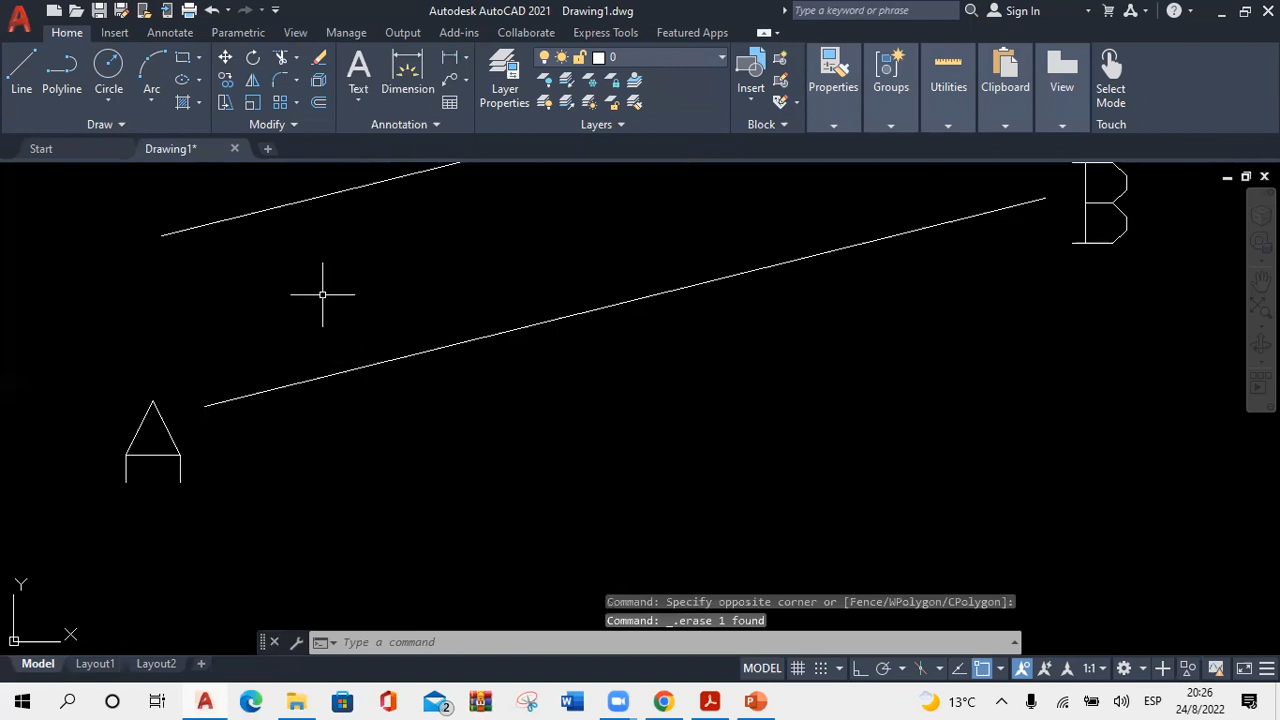 Autodesk AutoCAD 2021 Drawing1.dwg
Type a keyword or phrase
Sign In
Home Insert Annotate Parametric View Manage Output Add-ins Collaborate Express Tools Featured Apps
0
Line Polyline Circle Arc
Text Dimension
Layer Properties
Insert
Properties Groups Utilities Clipboard View Select Mode
Draw Modify Annotation Layers Block Touch
Start Drawing1*
B
A
Y
X
Command: Specify opposite corner or [Fence/WPolygon/CPolygon]:
Command: _.erase 1 found
Type a command
Model Layout1 Layout2 MODEL 1:1
2
13°C
ESP
20:26
24/8/2022